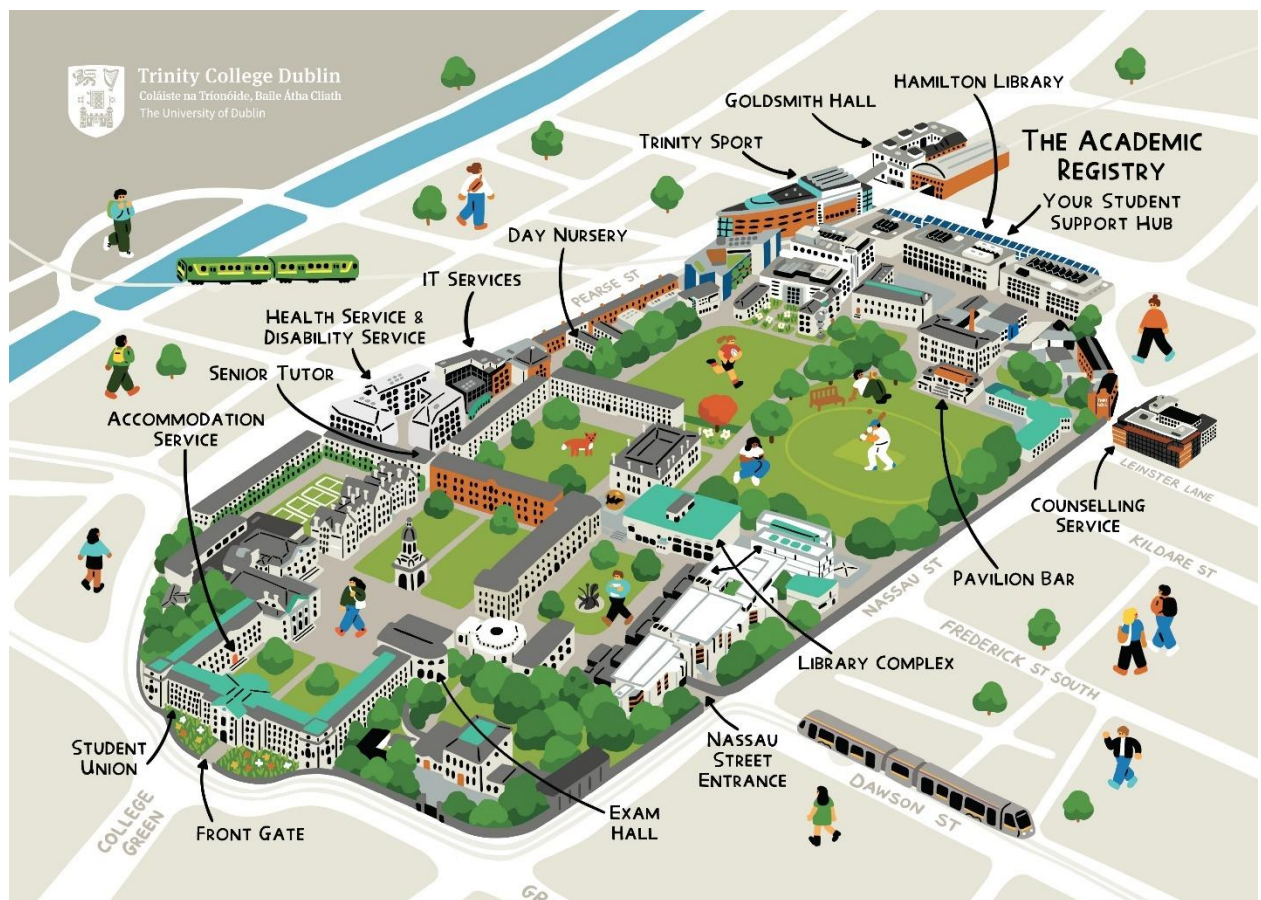 Trinity College Dublin
Coláiste na Tríonóide, Baile Átha Cliath
The University of Dublin
HAMILTON LIBRARY
GOLDSMITH HALL
TRINITY SPORT
THE ACADEMIC
REGISTRY
YOUR STUDENT
SUPPORT HUB
DAY NURSERY
IT SERVICES
PEARSE ST
HEALTH SERVICE &
DISABILITY SERVICE
SENIOR TUTOR
ACCOMMODATION
SERVICE
LEINSTER LANE
COUNSELLING
SERVICE
KILDARE ST
PAVILION BAR
NASSAU ST
FREDERICK ST SOUTH
LIBRARY COMPLEX
STUDENT
UNION
NASSAU
STREET
ENTRANCE
FRONT GATE
EXAM
HALL
DAWSON ST
COLLEGE
GREEN
GR